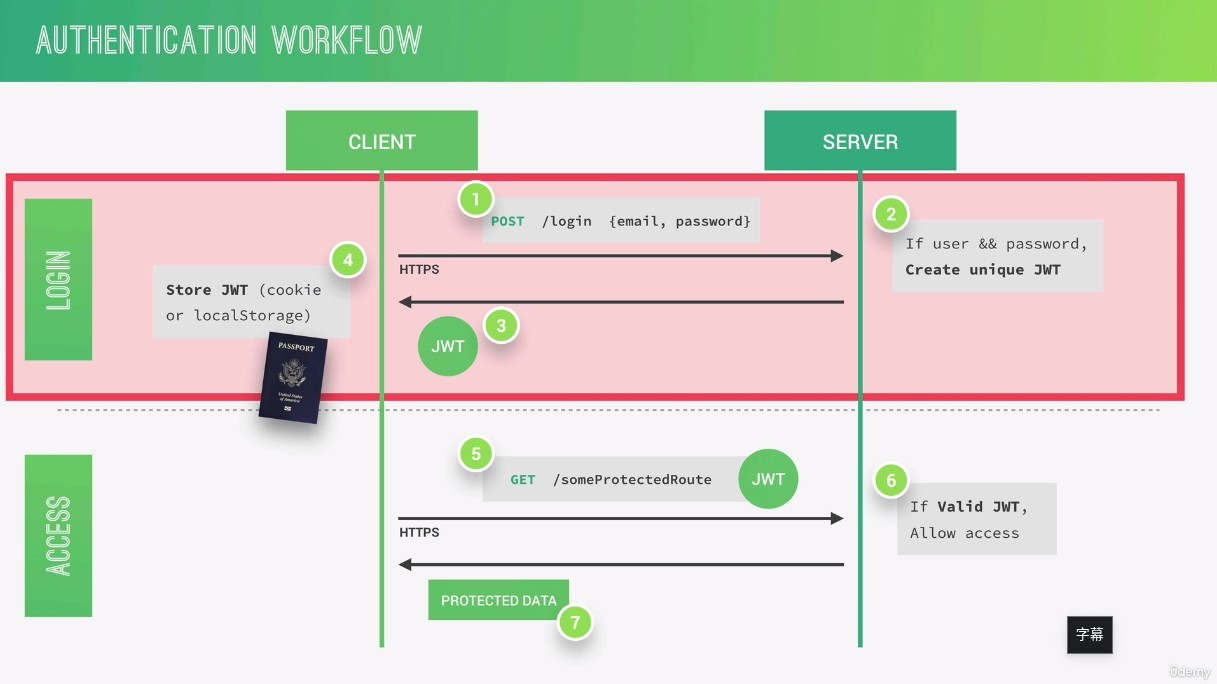 AUTHENTICATION WORKFLOW
CLIENT
SERVER
LOGIN
1
POST /login {email, password}
HTTPS
2
If user && password,
Create unique JWT
3
JWT
4
Store JWT (cookie
or localStorage)
PASSPORT
United States
of America
ACCESS
5
GET /someProtectedRoute
JWT
HTTPS
6
If Valid JWT,
Allow access
PROTECTED DATA
7
字幕
ûdemy